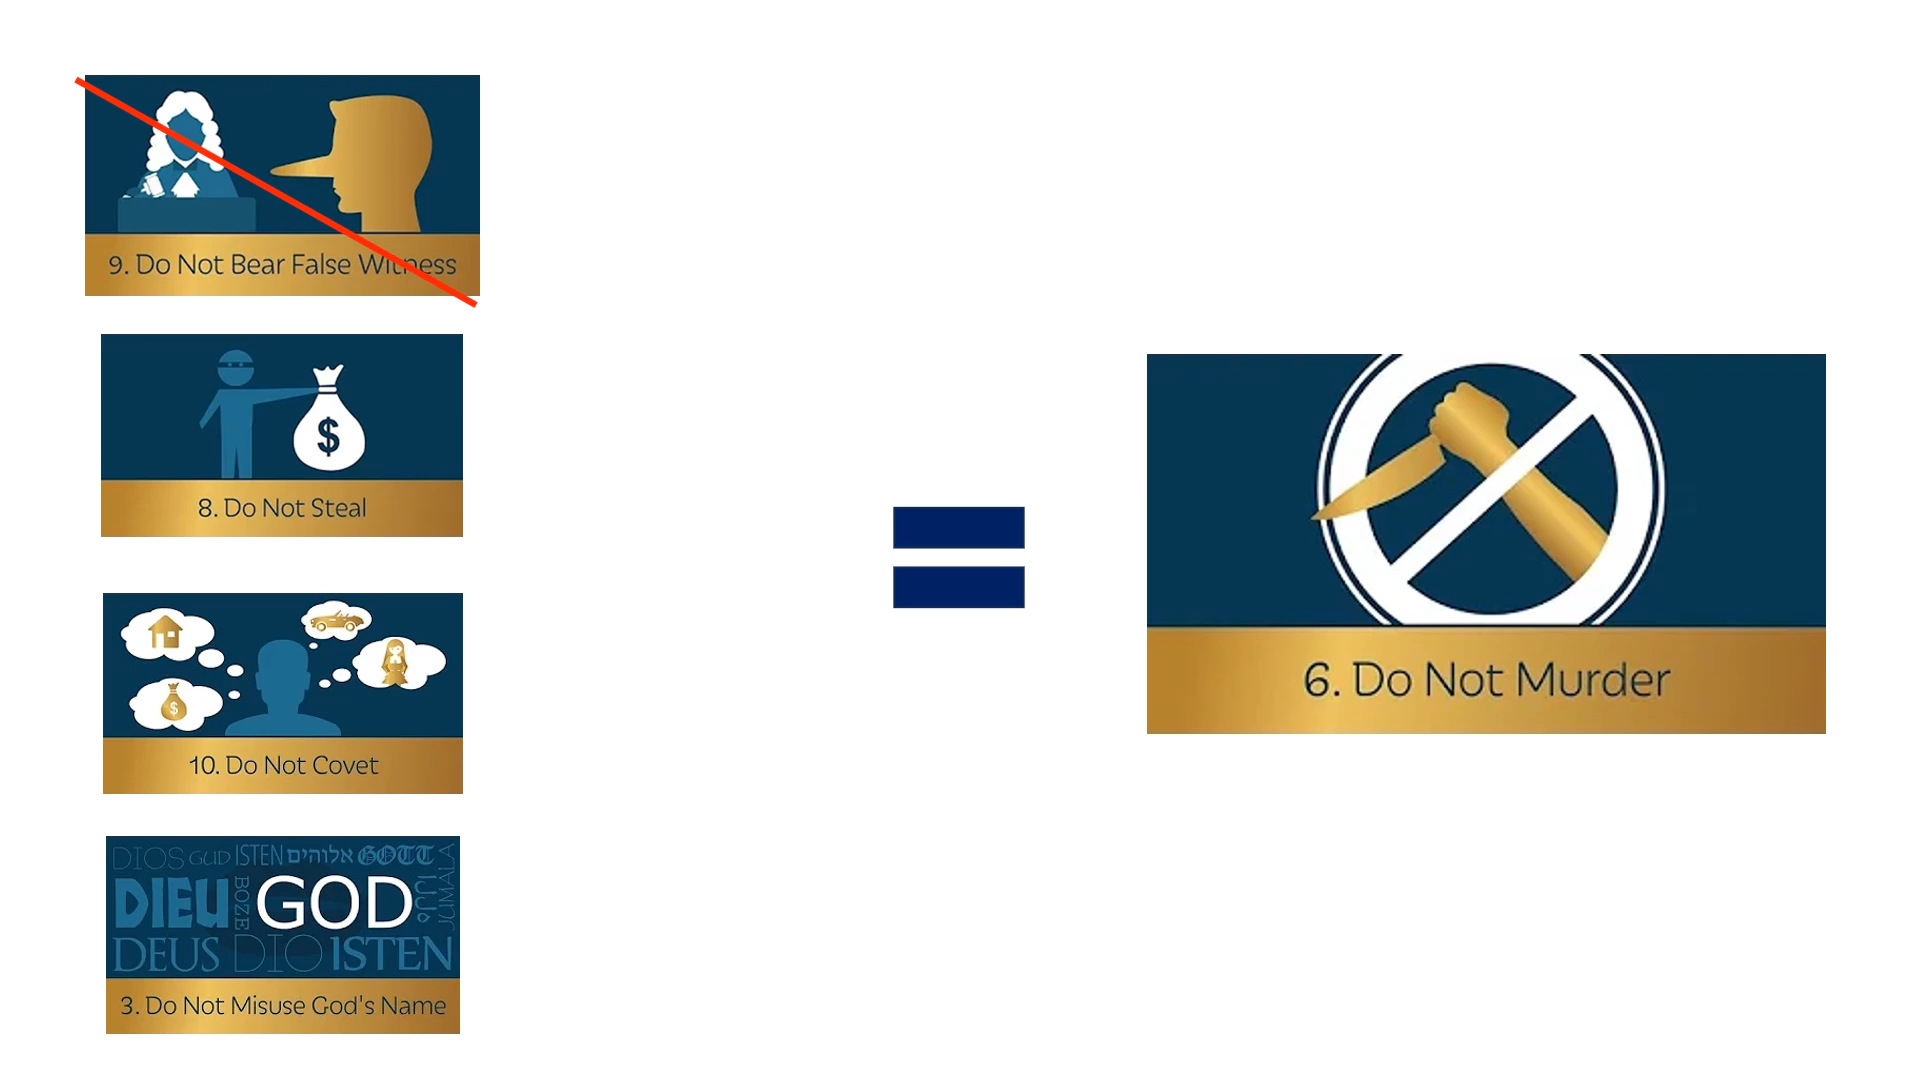 9. Do Not Bear False Witness
$
8. Do Not Steal
$
10. Do Not Covet
DIOS GUD ISTEN אלוהים GOTT
DIEU BOZE GOD
DEUS DIO ISTEN
3. Do Not Misuse God's Name
6. Do Not Murder